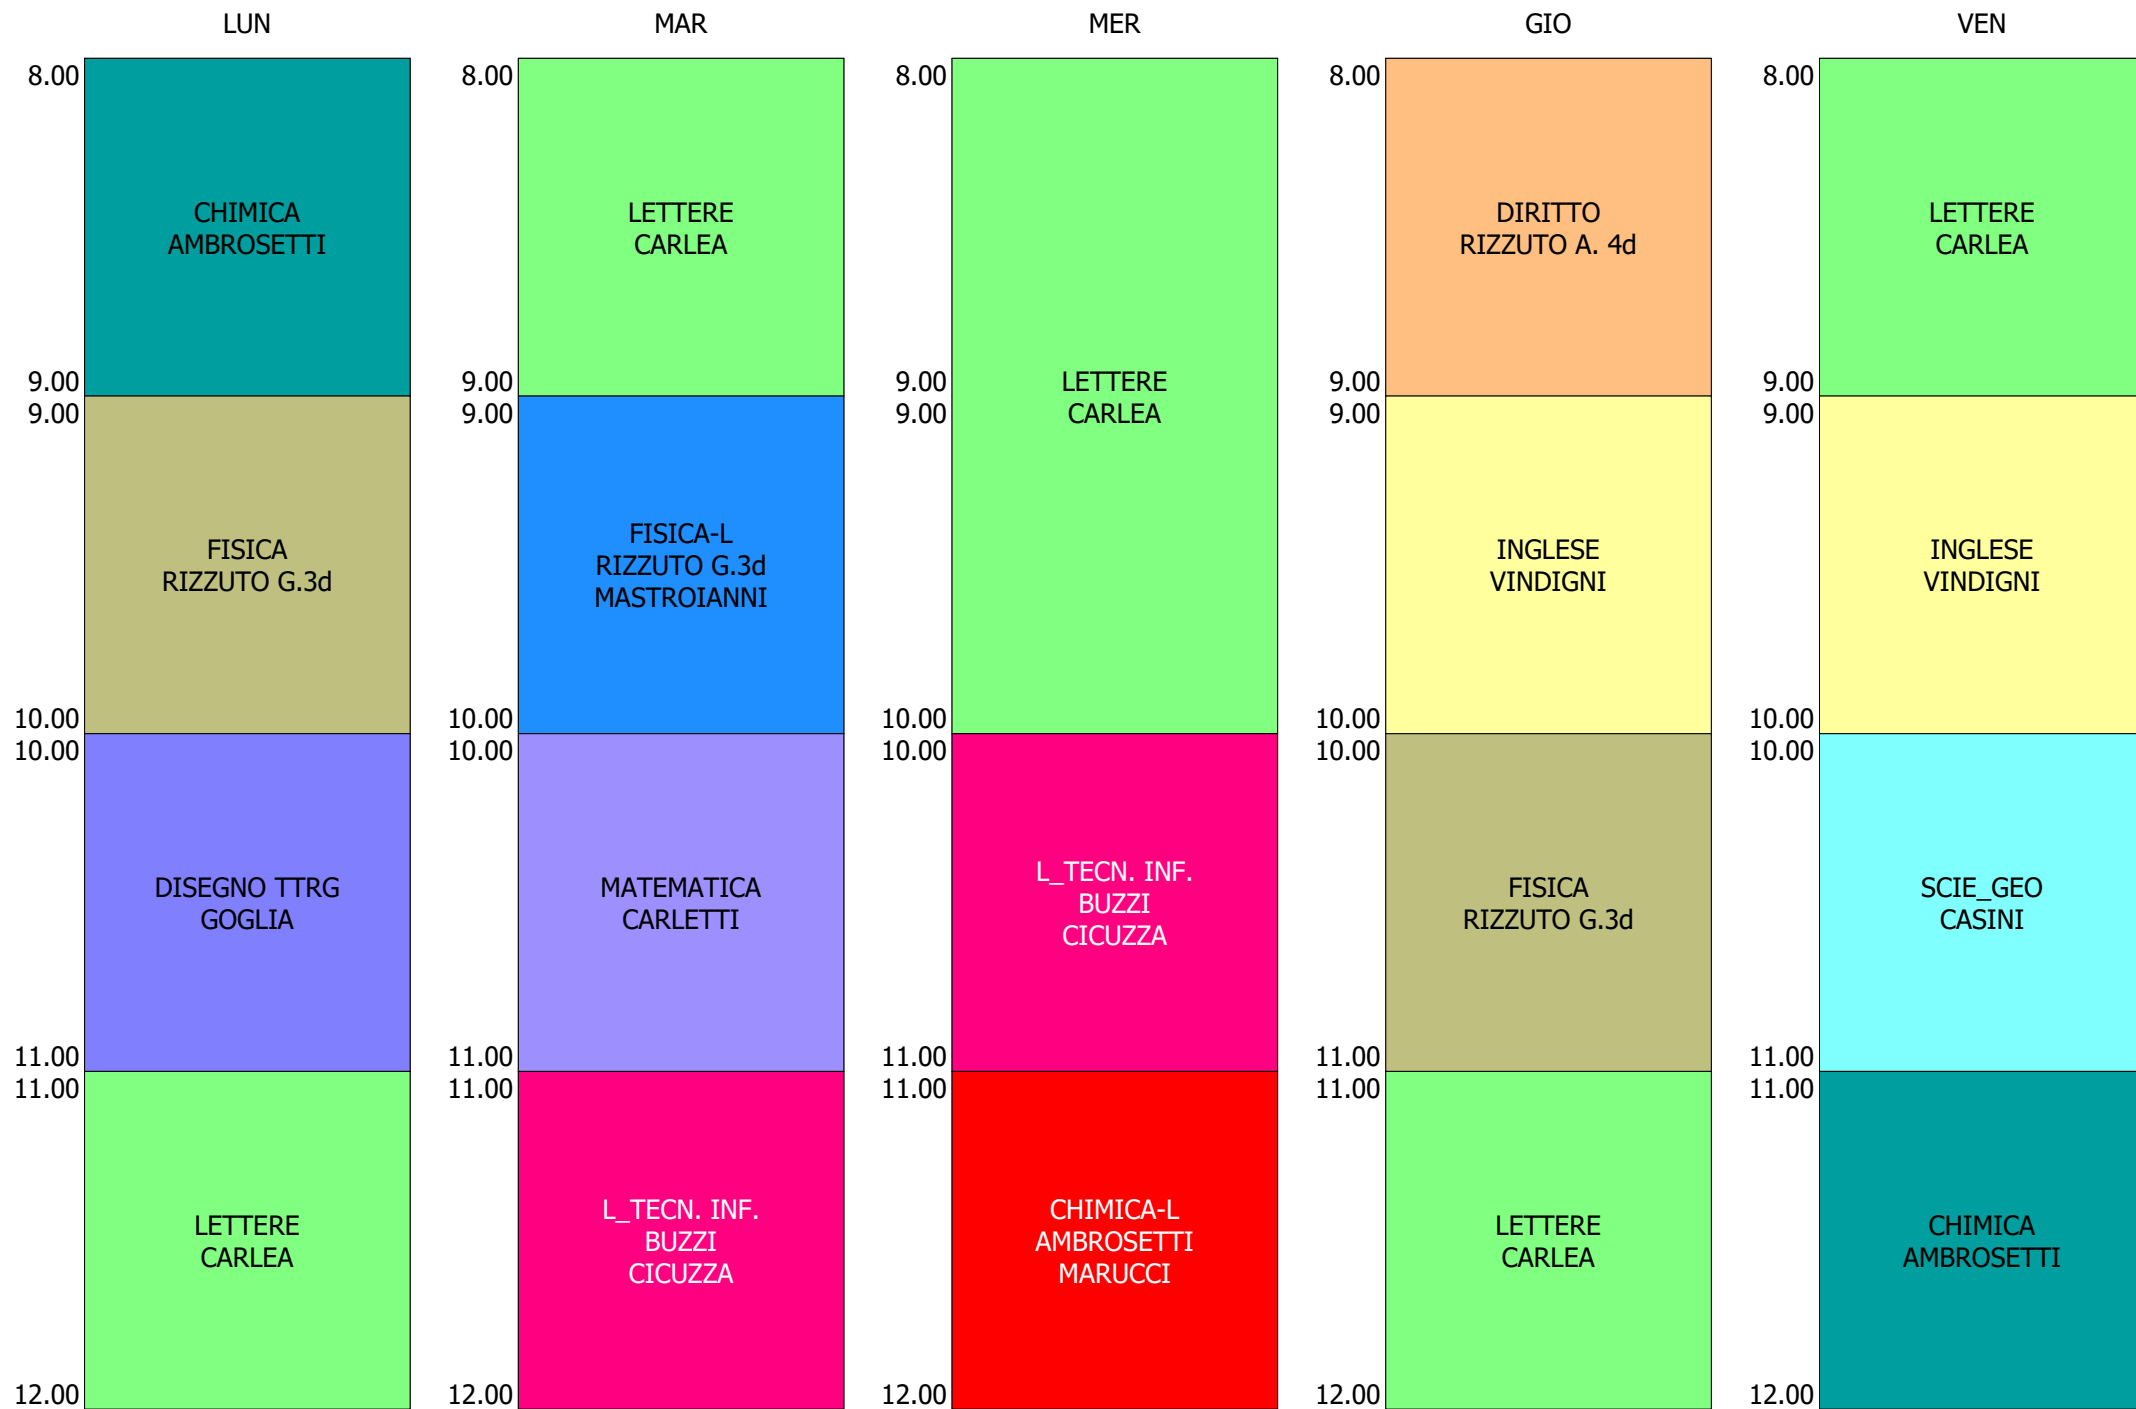 LUN
MAR
MER
GIO
VEN
8.00
CHIMICA
AMBROSETTI
9.00
9.00
FISICA
RIZZUTO G.3d
10.00
10.00
DISEGNO TTRG
GOGLIA
11.00
11.00
LETTERE
CARLEA
12.00
8.00
LETTERE
CARLEA
9.00
9.00
FISICA-L
RIZZUTO G.3d
MASTROIANNI
10.00
10.00
MATEMATICA
CARLETTI
11.00
11.00
L_TECN. INF.
BUZZI
CICUZZA
12.00
8.00
9.00
LETTERE
9.00
CARLEA
10.00
10.00
L_TECN. INF.
BUZZI
CICUZZA
11.00
11.00
CHIMICA-L
AMBROSETTI
MARUCCI
12.00
8.00
DIRITTO
RIZZUTO A. 4d
9.00
9.00
INGLESE
VINDIGNI
10.00
10.00
FISICA
RIZZUTO G.3d
11.00
11.00
LETTERE
CARLEA
12.00
8.00
LETTERE
CARLEA
9.00
9.00
INGLESE
VINDIGNI
10.00
10.00
SCIE_GEO
CASINI
11.00
11.00
CHIMICA
AMBROSETTI
12.00